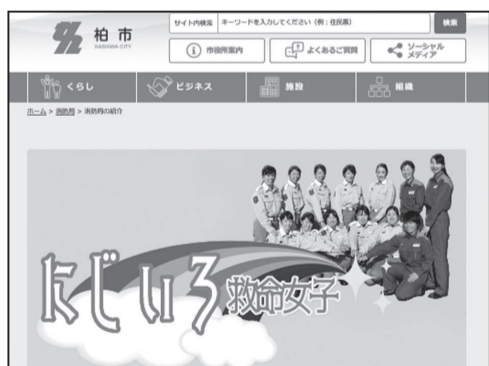 柏市
KASHIWA CITY
サイト内検索 キーワードを入力してください（例：住民票） 検索
市役所案内 よくあるご質問 ソーシャルメディア
くらし ビジネス 施設 組織
ホーム > 消防局 > 消防局の紹介
にじいろ救命女子